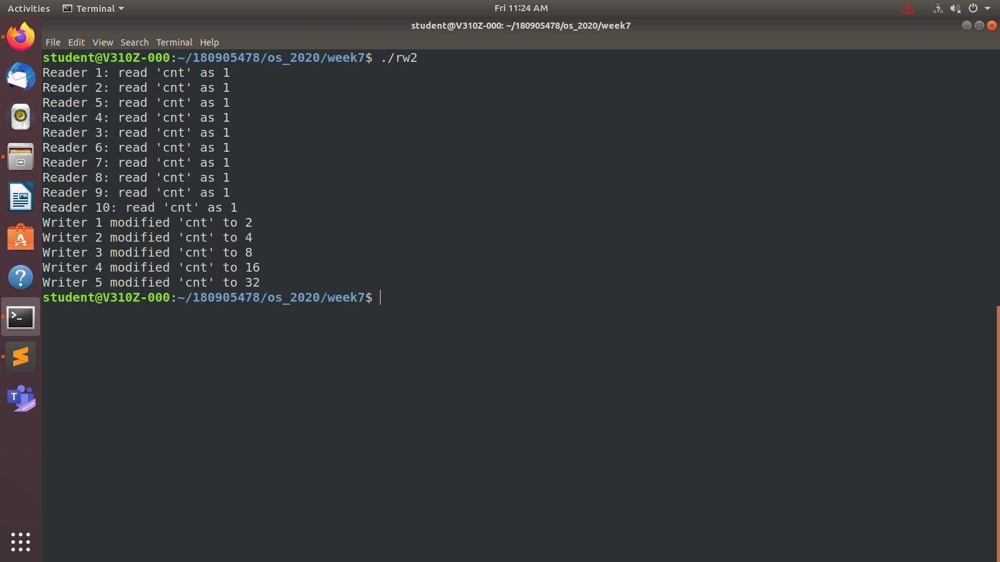 Activities Terminal Fri 11:24 AM
student@V310Z-000: ~/180905478/os_2020/week7
File Edit View Search Terminal Help
student@V310Z-000:~/180905478/os_2020/week7$ ./rw2
Reader 1: read 'cnt' as 1
Reader 2: read 'cnt' as 1
Reader 5: read 'cnt' as 1
Reader 4: read 'cnt' as 1
Reader 3: read 'cnt' as 1
Reader 6: read 'cnt' as 1
Reader 7: read 'cnt' as 1
Reader 8: read 'cnt' as 1
Reader 9: read 'cnt' as 1
Reader 10: read 'cnt' as 1
Writer 1 modified 'cnt' to 2
Writer 2 modified 'cnt' to 4
Writer 3 modified 'cnt' to 8
Writer 4 modified 'cnt' to 16
Writer 5 modified 'cnt' to 32
student@V310Z-000:~/180905478/os_2020/week7$
T
PREVIEW